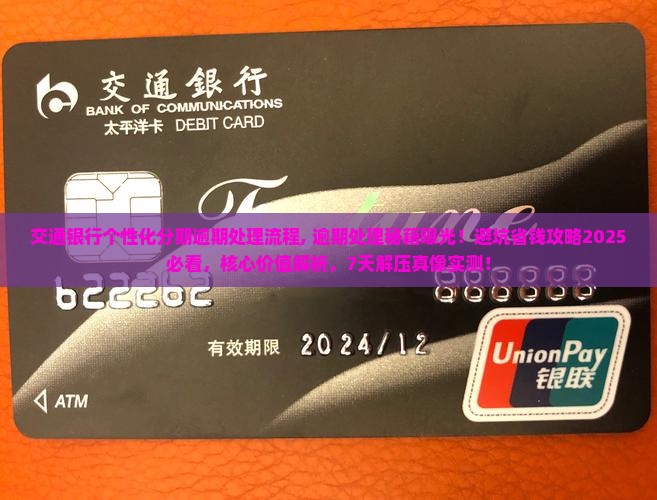 交通銀行
BANK OF COMMUNICATIONS
太平洋卡 DEBIT CARD
交通银行个性化分期逾期处理流程, 逾期处理秘籍曝光！避坑省钱攻略2025
必看，核心价值解析，7天解压真像实测！
622262 888888
有效期限 2024/12
ATM
UnionPay
银联